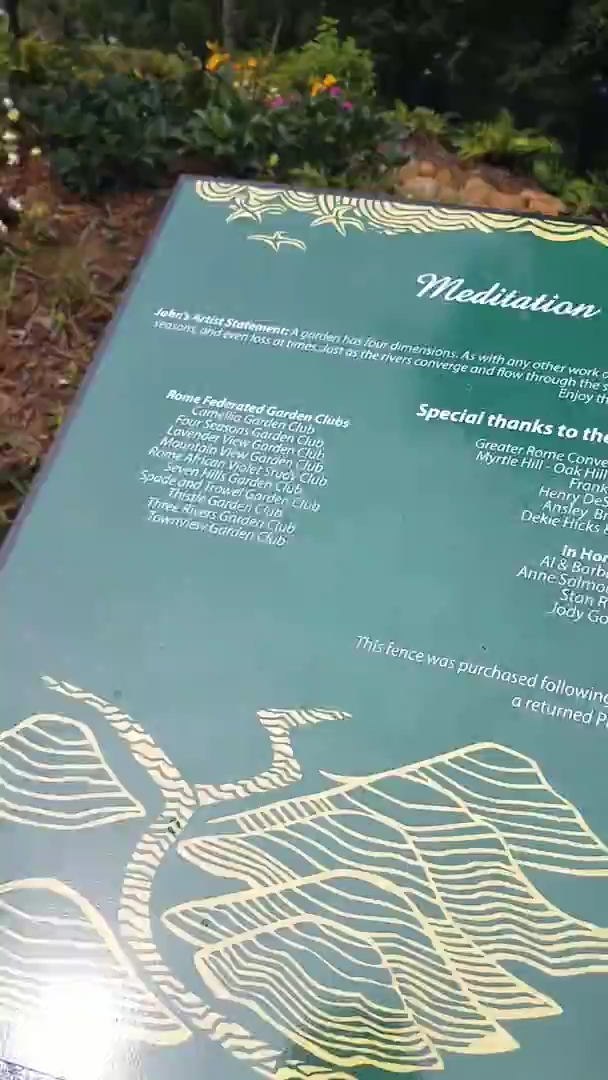 Meditation
John's Artist Statement: A garden has four dimensions. As with any other work o
seasons, and even loss at times. Just as the rivers converge and flow through the s
Enjoy th
Rome Federated Garden Clubs
Camellia Garden Club
Four Seasons Garden Club
Lavender View Garden Club
Mountain View Garden Club
Rome African Violet Study Club
Seven Hills Garden Club
Spade and Trowel Garden Club
Thistle Garden Club
Three Rivers Garden Club
Townview Garden Club
Special thanks to the
Greater Rome Conve
Myrtle Hill - Oak Hill
Frank
Henry DeS
Ansley B
Dekie Hicks
In Hon
Al & Barb
Anne Salmo
Stan R
Jody Go
This fence was purchased following
a returned P